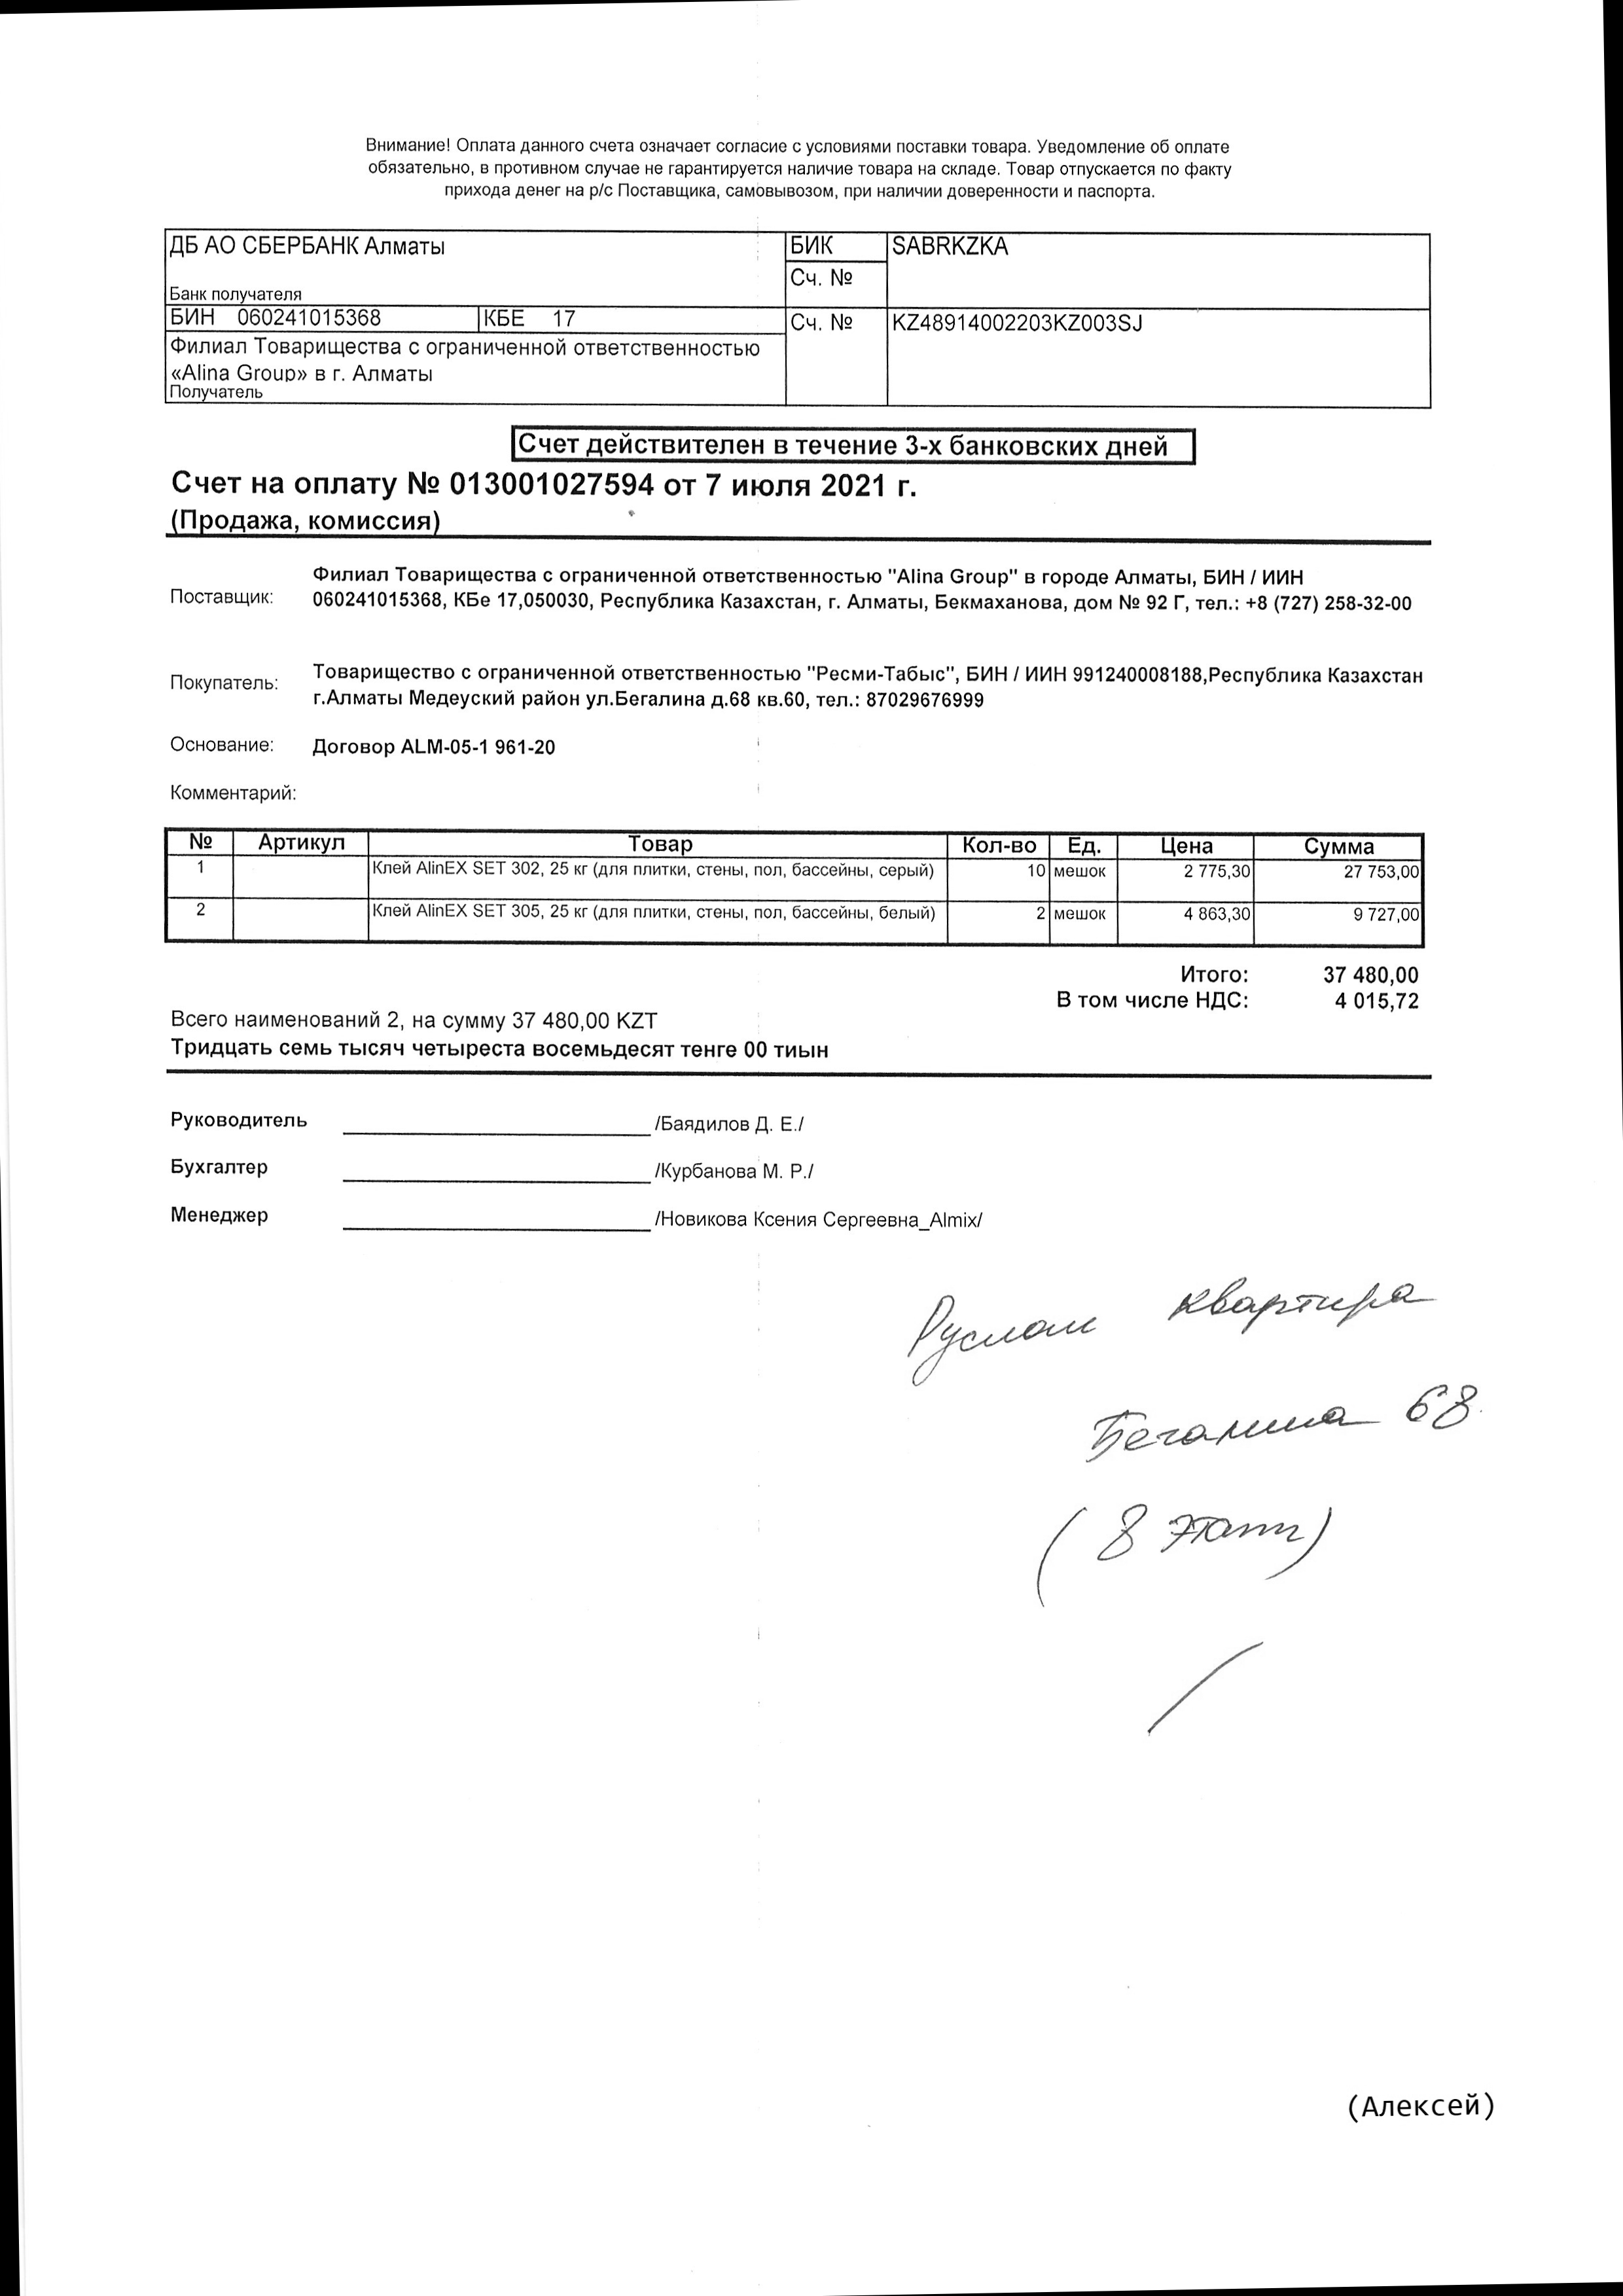 Внимание! Оплата данного счета означает согласие с условиями поставки товара. Уведомление об оплате
обязательно, в противном случае не гарантируется наличие товара на складе. Товар отпускается по факту
прихода денег на р/с Поставщика, самовывозом, при наличии доверенности и паспорта.
ДБ АО СБЕРБАНК Алматы БИК SABRKZKA
Сч. №
Банк получателя
БИН 060241015368 КБЕ 17 Сч. № KZ48914002203KZ003SJ
Филиал Товарищества с ограниченной ответственностью
«Alina Group» в г. Алматы
Получатель
Счет действителен в течение 3-х банковских дней
Счет на оплату № 013001027594 от 7 июля 2021 г.
(Продажа, комиссия)
Поставщик: Филиал Товарищества с ограниченной ответственностью "Alina Group" в городе Алматы, БИН / ИИН
060241015368, КБе 17,050030, Республика Казахстан, г. Алматы, Бекмаханова, дом № 92 Г, тел.: +8 (727) 258-32-00
Покупатель: Товарищество с ограниченной ответственностью "Ресми-Табыс", БИН / ИИН 991240008188,Республика Казахстан
г.Алматы Медеуский район ул.Бегалина д.68 кв.60, тел.: 87029676999
Основание: Договор ALM-05-1 961-20
Комментарий:
№ Артикул Товар Кол-во Ед. Цена Сумма
1 Клей AlinEX SET 302, 25 кг (для плитки, стены, пол, бассейны, серый) 10 мешок 2 775,30 27 753,00
2 Клей AlinEX SET 305, 25 кг (для плитки, стены, пол, бассейны, белый) 2 мешок 4 863,30 9 727,00
Итого: 37 480,00
В том числе НДС: 4 015,72
Всего наименований 2, на сумму 37 480,00 KZT
Тридцать семь тысяч четыреста восемьдесят тенге 00 тиын
Руководитель /Баядилов Д. Е./
Бухгалтер /Курбанова М. Р./
Менеджер /Новикова Ксения Сергеевна_Almix/
Руслан квартира
Бегалина 68
(8 этап)
(Алексей)